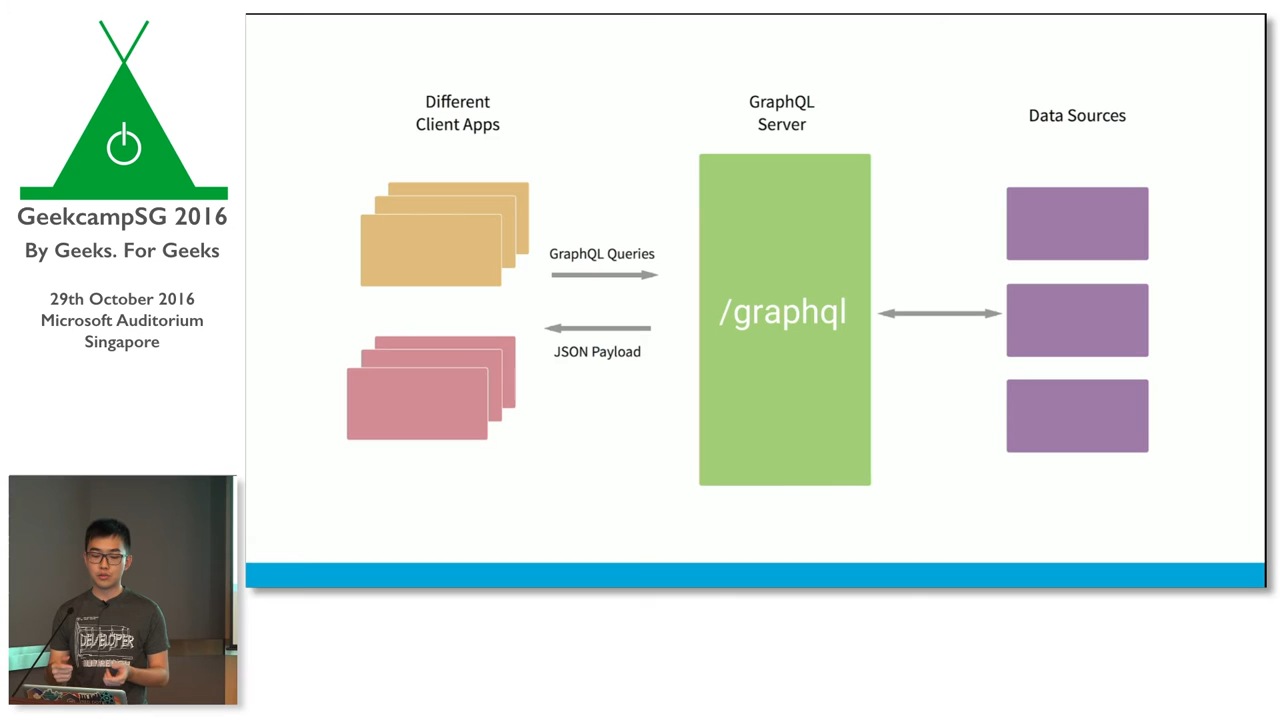 GeekcampSG 2016
By Geeks. For Geeks
29th October 2016
Microsoft Auditorium
Singapore
Different
Client Apps
GraphQL
Server
Data Sources
GraphQL Queries
JSON Payload
/graphql
DEVELOPER